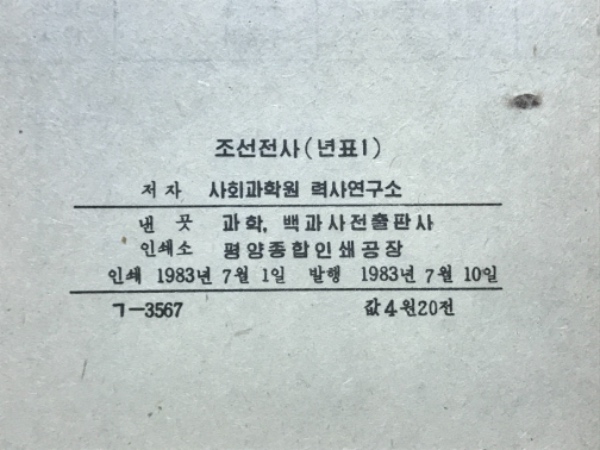 조선전사(년표1)
저자 사회과학원 력사연구소
낸 곳 과학, 백과사전출판사
인쇄소 평양종합인쇄공장
인쇄 1983년 7월 1일 발행 1983년 7월 10일
ㄱ—3567 값 4원20전